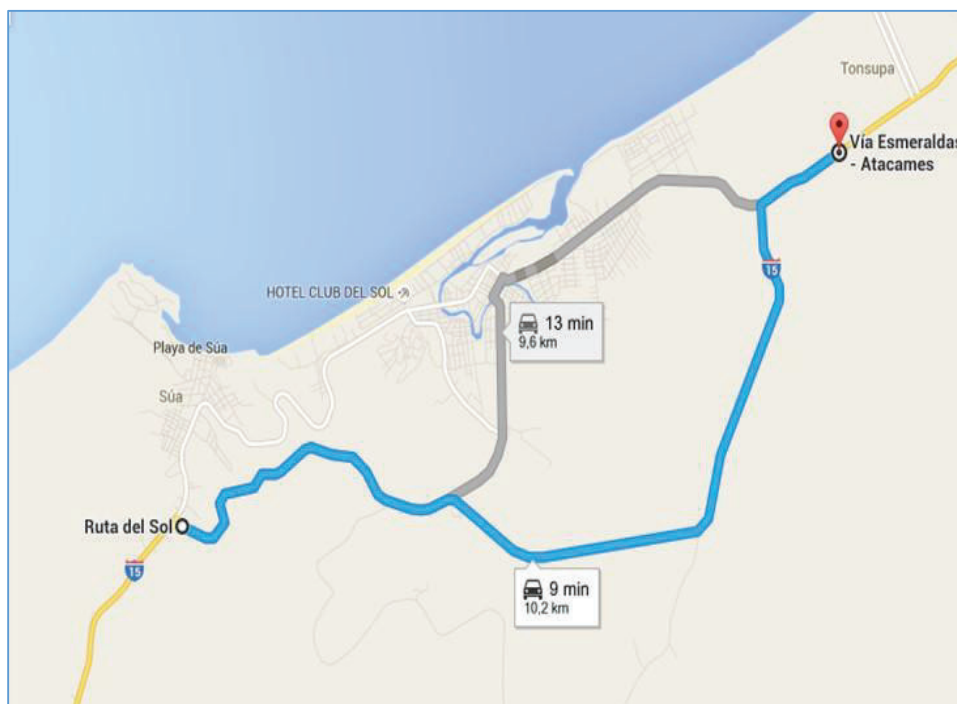 Tonsupa
Vía Esmeraldas
- Atacames
15
HOTEL CLUB DEL SOL
13 min
9,6 km
Playa de Súa
Súa
Ruta del Sol
15
9 min
10,2 km